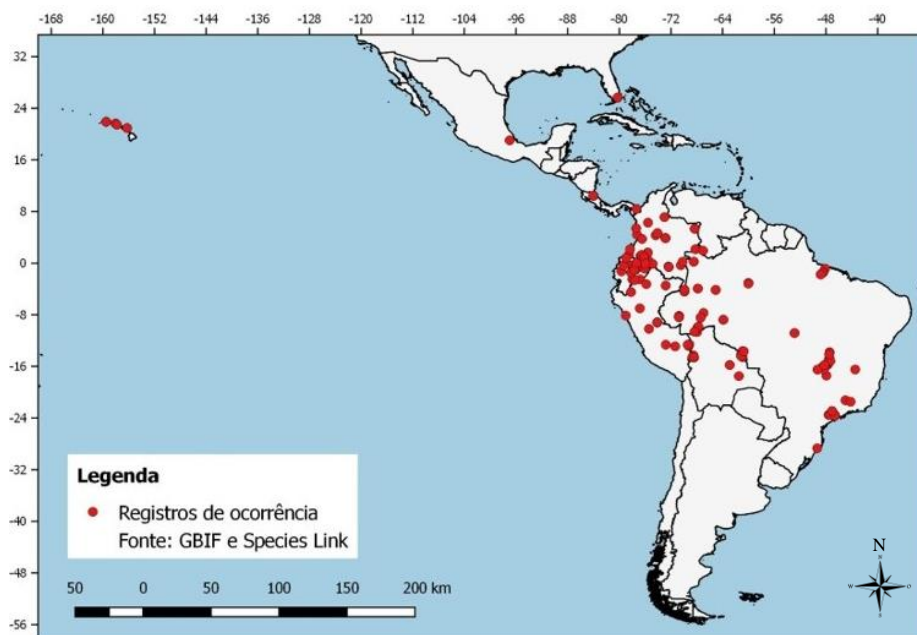 -168 -160 -152 -144 -136 -128 -120 -112 -104 -96 -88 -80 -72 -64 -56 -48 -40
32
24
16
8
0
-8
-16
-24
-32
-40
-48
-56
Legenda
Registros de ocorrência
Fonte: GBIF e Species Link
50 0 50 100 150 200 km
N
W O
S